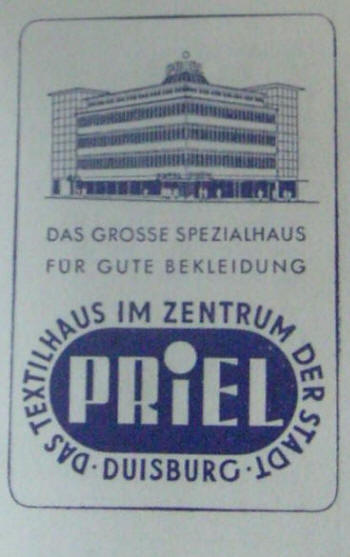 DAS GROSSE SPEZIALHAUS
FÜR GUTE BEKLEIDUNG
DAS TEXTILHAUS IM ZENTRUM DER STADT
PRiEL
· DUISBURG ·